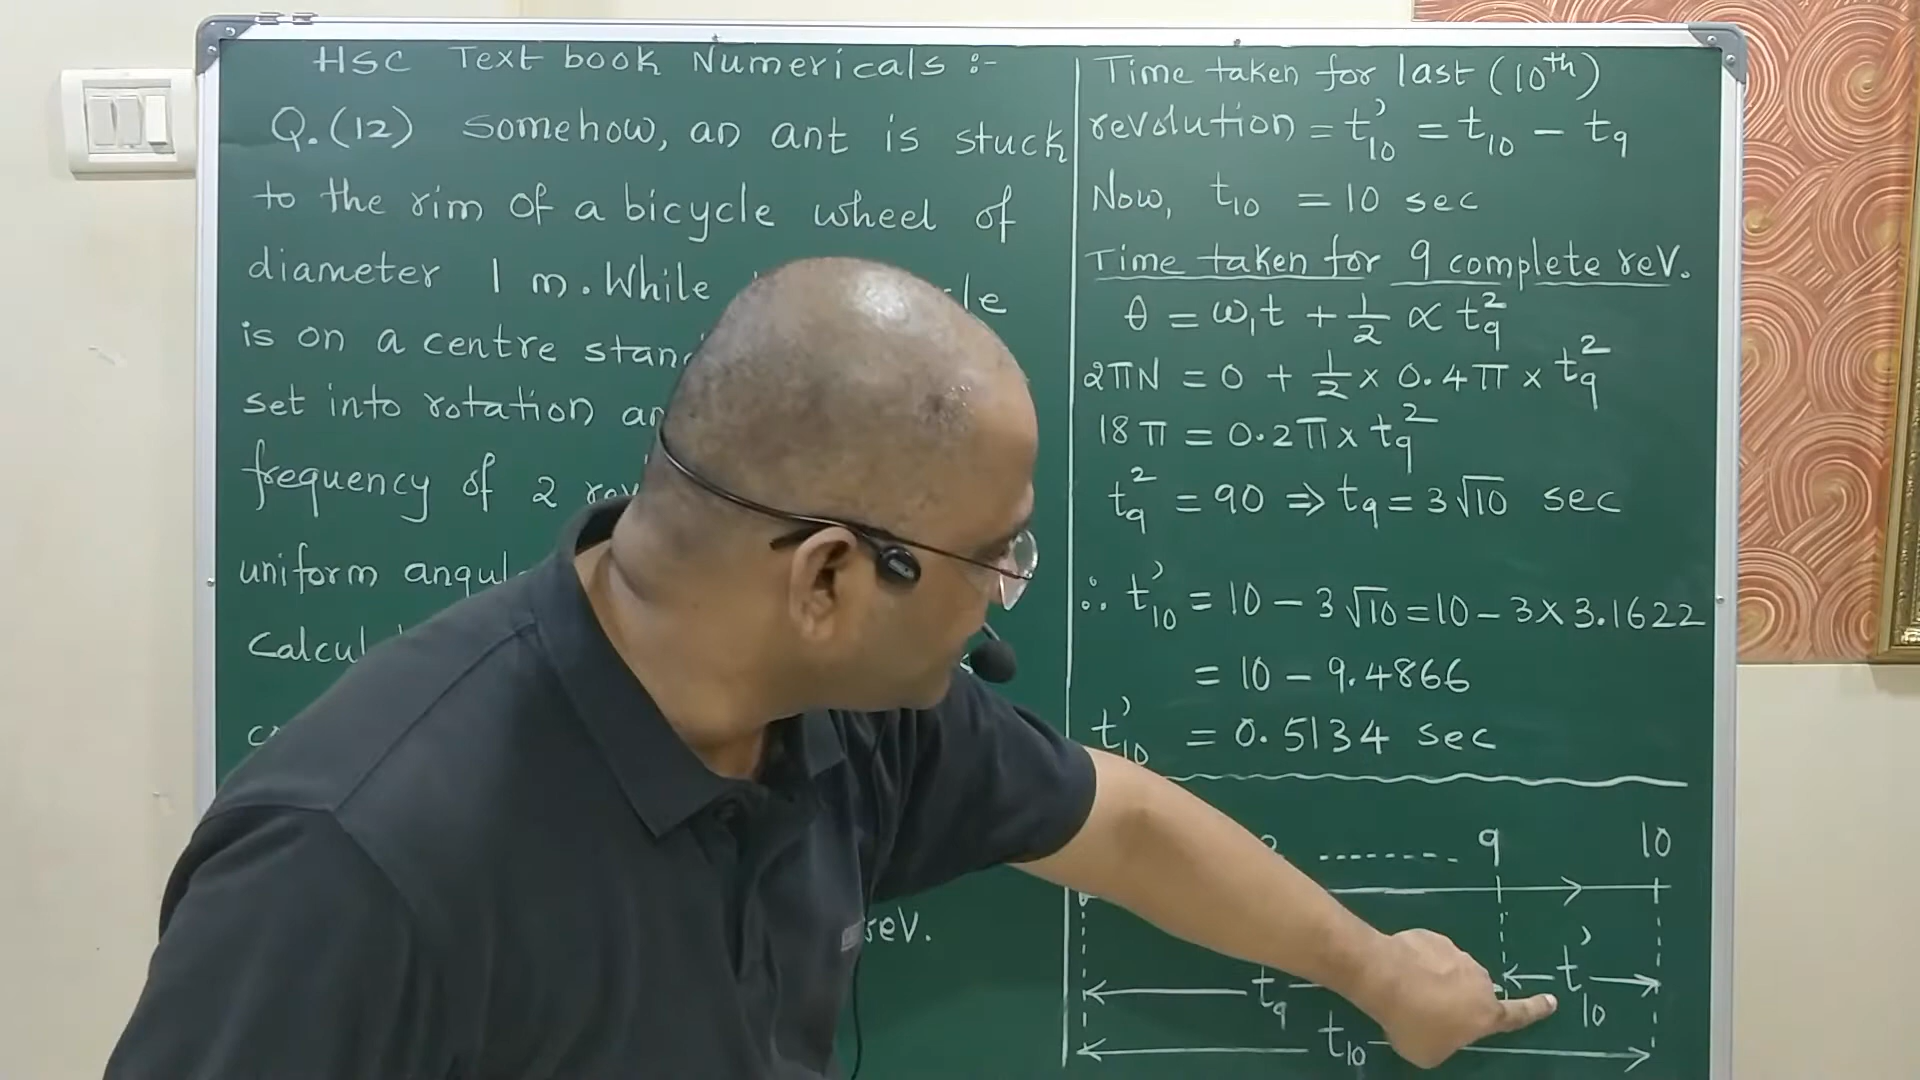 HSC Text book Numericals :-
Q.(12) Somehow, an ant is stuck
to the rim of a bicycle wheel of
diameter 1 m. While
is on a centre
set into rotation
frequency of 2 rev
uniform
rev.
Time taken for last (10th)
revolution = t'10 = t10 - t9
Now, t10 = 10 sec
Time taken for 9 complete rev.
θ = ω1t + 1/2 ∝ t9²
2πN = 0 + 1/2 × 0.4π × t9²
18π = 0.2π × t9²
t9² = 90 ⇒ t9 = 3√10 sec
∴ t'10 = 10 - 3√10 = 10 - 3×3.1622
= 10 - 9.4866
t'10 = 0.5134 sec
........ 9 10
t9 t'10
t10